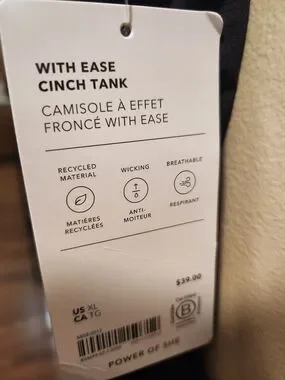 WITH EASE
CINCH TANK
CAMISOLE À EFFET
FRONCÉ WITH EASE
RECYCLED
MATERIAL
WICKING
BREATHABLE
MATIÈRES
RECYCLÉES
ANTI-
MOITEUR
RESPIRANT
$39.00
US XL
CA TG
Certified
B
Corporation
POWER OF SHE